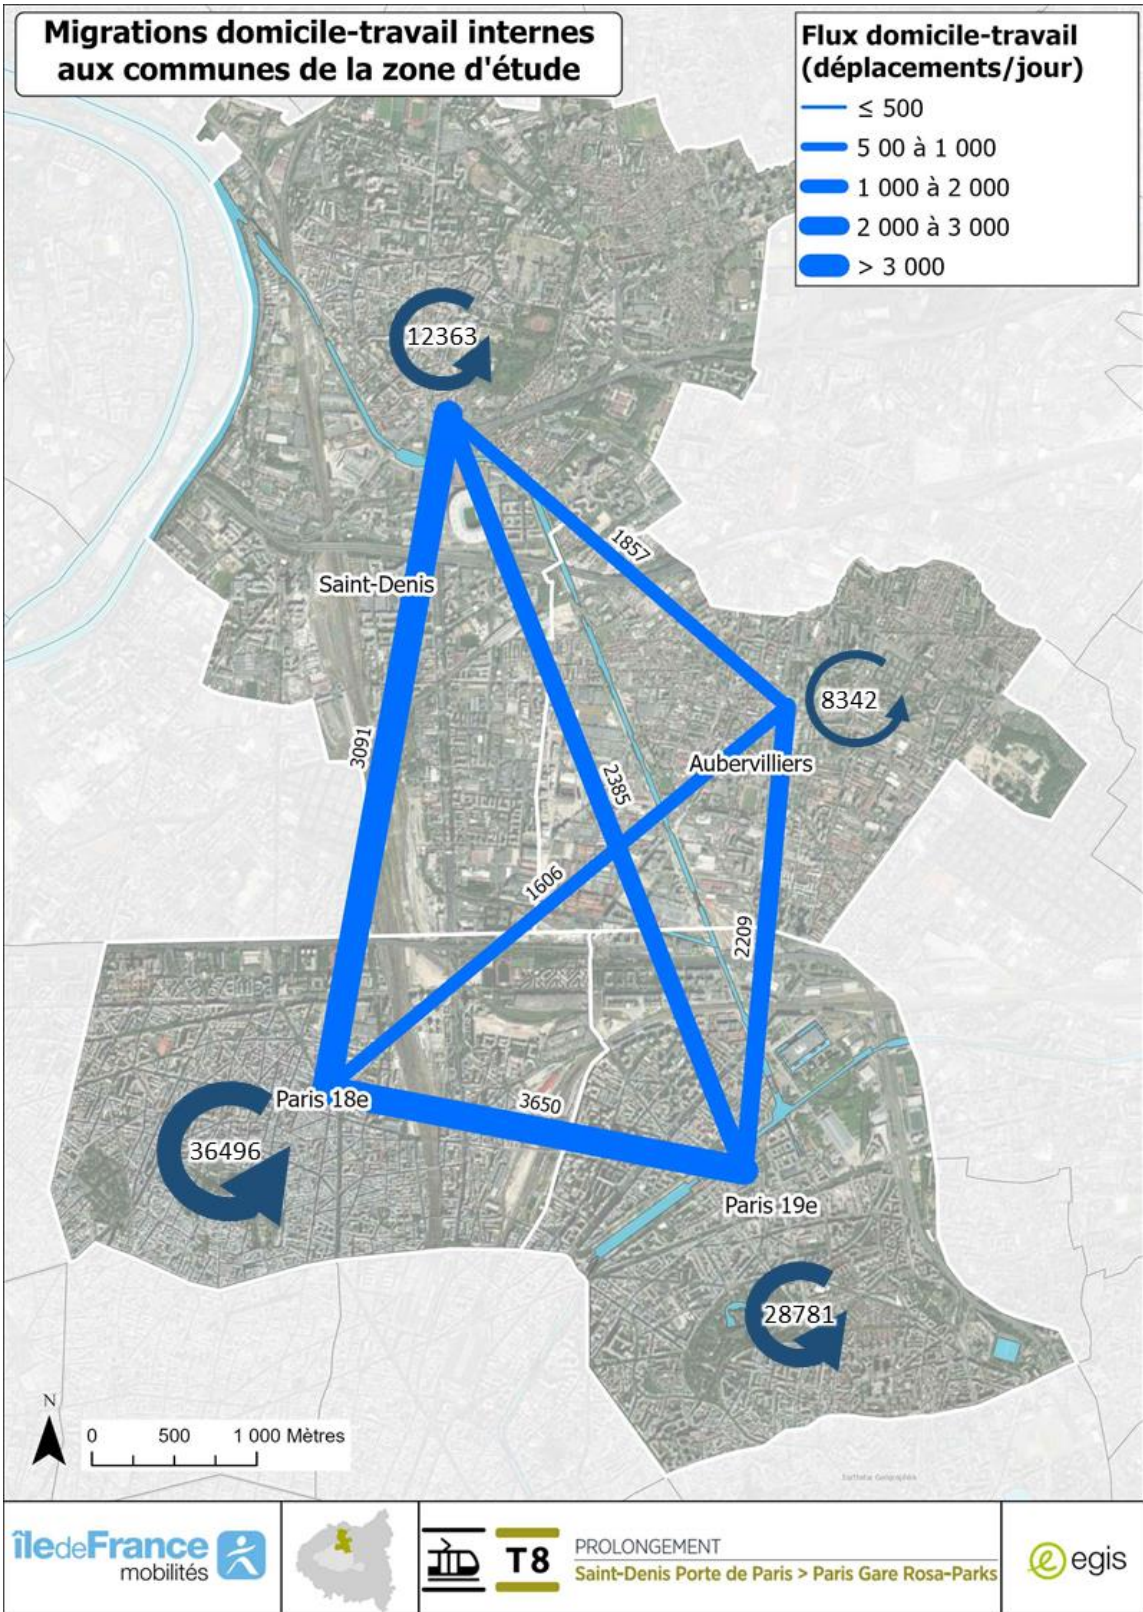 Migrations domicile-travail internes
aux communes de la zone d'étude
Flux domicile-travail
(déplacements/jour)
≤ 500
5 00 à 1 000
1 000 à 2 000
2 000 à 3 000
> 3 000
12363
1857
Saint-Denis
8342
3091
Aubervilliers
2385
1606
2209
Paris 18e
3650
36496
Paris 19e
28781
N
0 500 1 000 Mètres
Earthstar Geographics
îledeFrance
mobilités
T8
PROLONGEMENT
Saint-Denis Porte de Paris > Paris Gare Rosa-Parks
egis